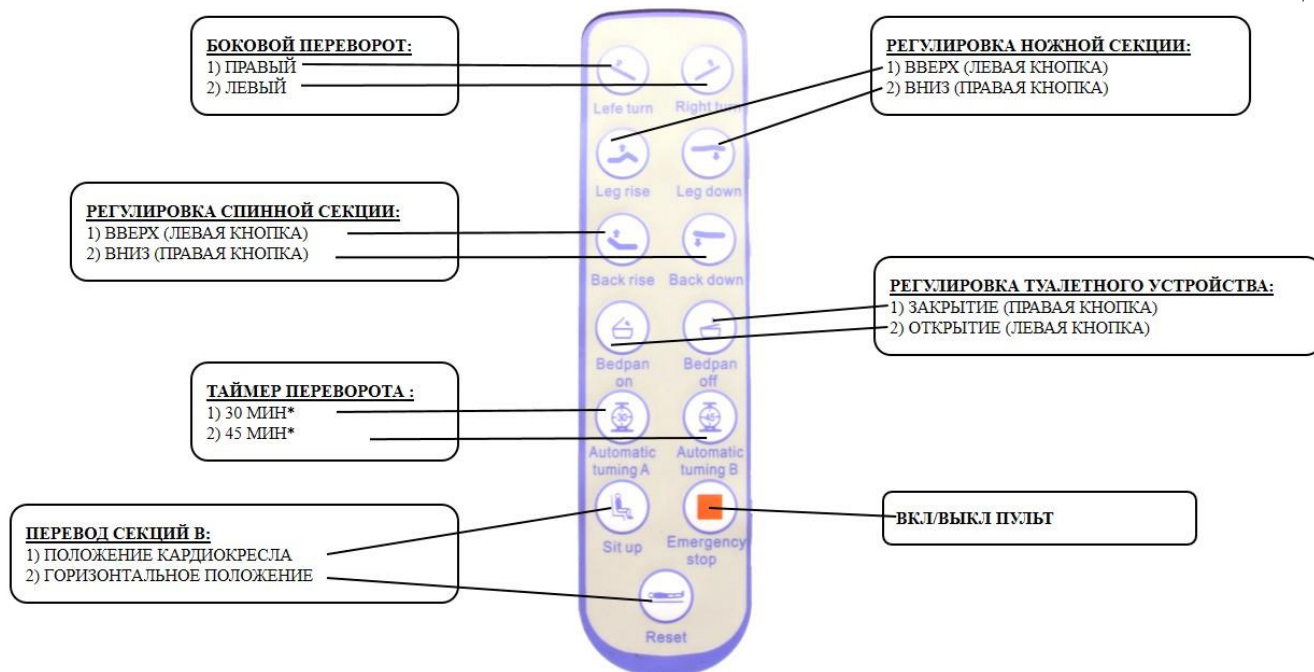 БОКОВОЙ ПЕРЕВОРОТ:
1) ПРАВЫЙ
2) ЛЕВЫЙ
РЕГУЛИРОВКА НОЖНОЙ СЕКЦИИ:
1) ВВЕРХ (ЛЕВАЯ КНОПКА)
2) ВНИЗ (ПРАВАЯ КНОПКА)
Lefe turn Right turn
Leg rise Leg down
РЕГУЛИРОВКА СПИННОЙ СЕКЦИИ:
1) ВВЕРХ (ЛЕВАЯ КНОПКА)
2) ВНИЗ (ПРАВАЯ КНОПКА)
Back rise Back down
РЕГУЛИРОВКА ТУАЛЕТНОГО УСТРОЙСТВА:
1) ЗАКРЫТИЕ (ПРАВАЯ КНОПКА)
2) ОТКРЫТИЕ (ЛЕВАЯ КНОПКА)
Bedpan Bedpan
on off
ТАЙМЕР ПЕРЕВОРОТА :
1) 30 МИН*
2) 45 МИН*
30 45
Automatic Automatic
tuming A tuming B
ПЕРЕВОД СЕКЦИЙ В:
1) ПОЛОЖЕНИЕ КАРДИОКРЕСЛА
2) ГОРИЗОНТАЛЬНОЕ ПОЛОЖЕНИЕ
ВКЛ/ВЫКЛ ПУЛЬТ
Sit up Emergency
stop
Reset